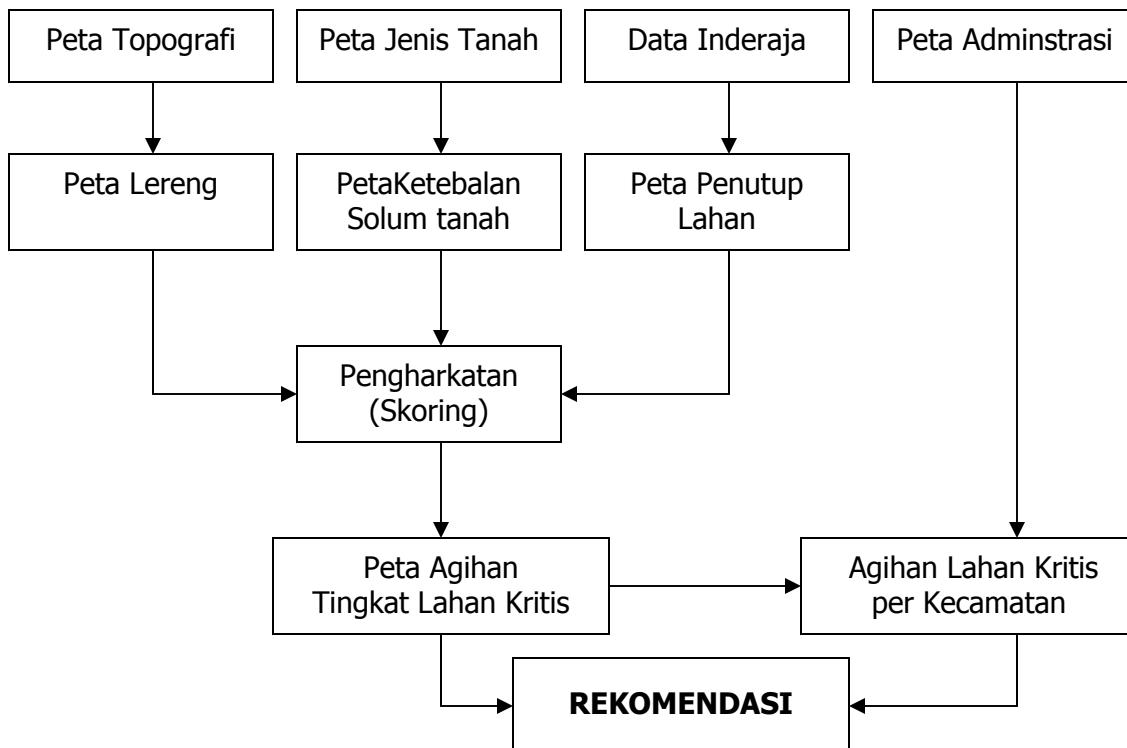 Peta Topografi
Peta Jenis Tanah
Data Inderaja
Peta Adminstrasi
Peta Lereng
PetaKetebalan
Solum tanah
Peta Penutup
Lahan
Pengharkatan
(Skoring)
Peta Agihan
Tingkat Lahan Kritis
Agihan Lahan Kritis
per Kecamatan
REKOMENDASI